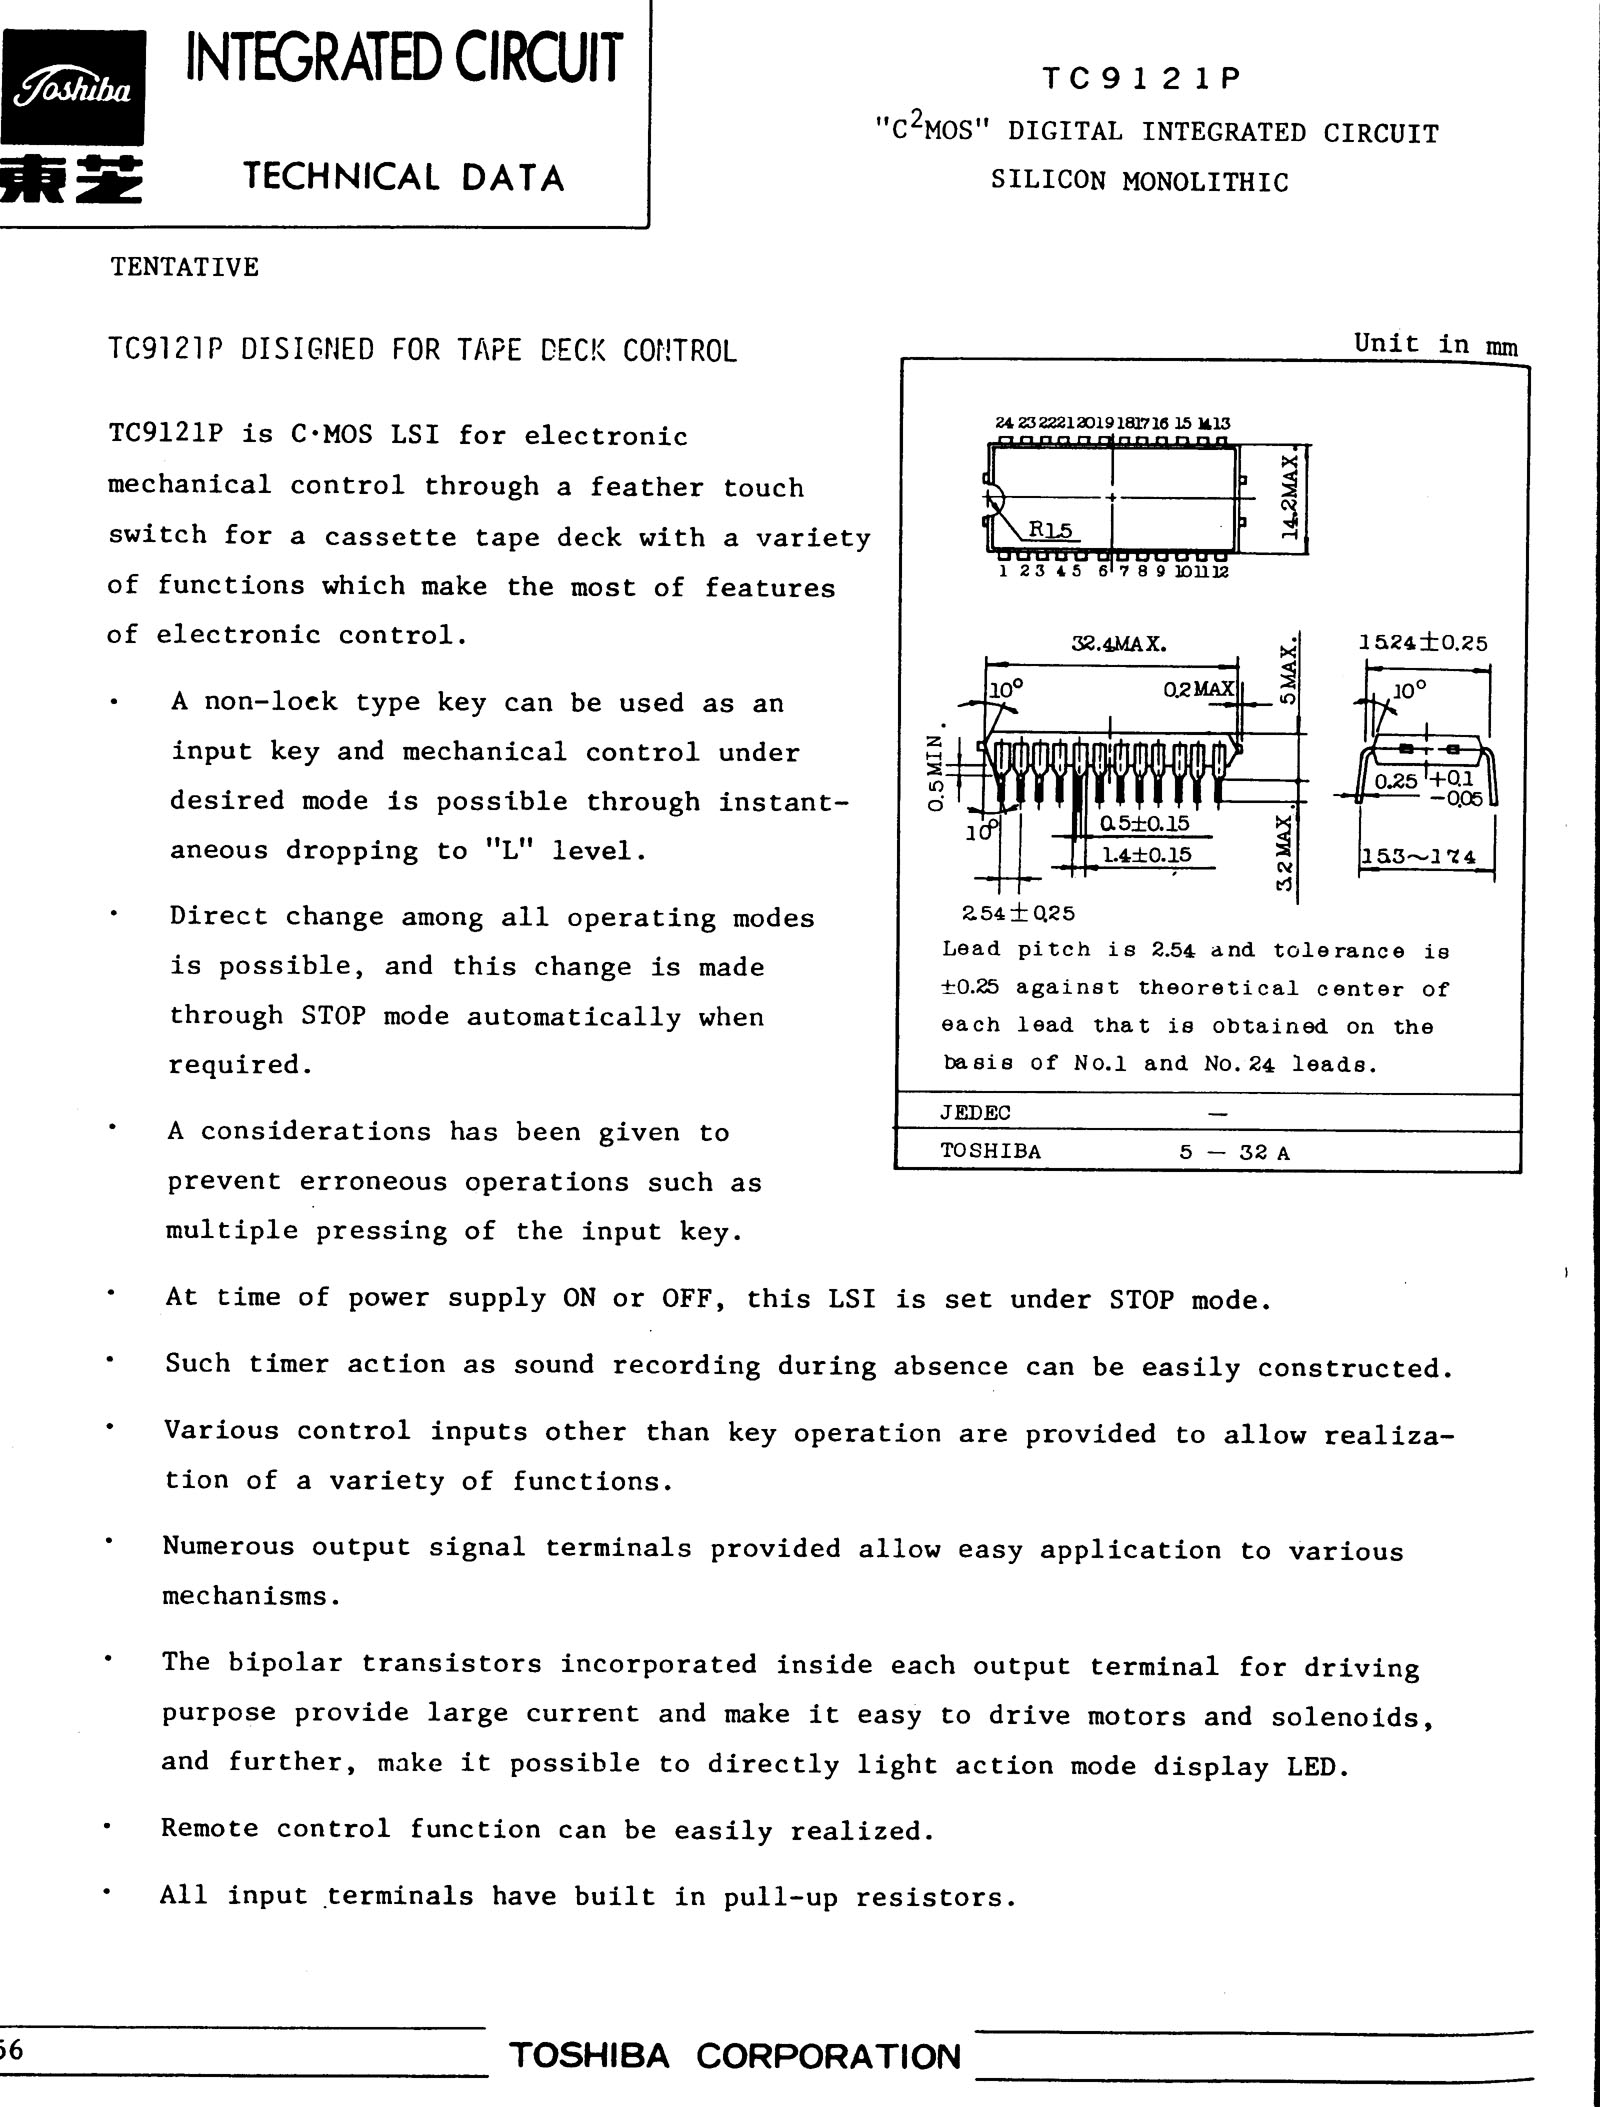 Toshiba
東芝
INTEGRATED CIRCUIT
TECHNICAL DATA
TC9121P
"C²MOS" DIGITAL INTEGRATED CIRCUIT
SILICON MONOLITHIC
TENTATIVE
TC9121P DISIGNED FOR TAPE DECK CONTROL
TC9121P is C·MOS LSI for electronic
mechanical control through a feather touch
switch for a cassette tape deck with a variety
of functions which make the most of features
of electronic control.
· A non-lock type key can be used as an
input key and mechanical control under
desired mode is possible through instant-
aneous dropping to "L" level.
· Direct change among all operating modes
is possible, and this change is made
through STOP mode automatically when
required.
· A considerations has been given to
prevent erroneous operations such as
multiple pressing of the input key.
Unit in mm
24 23 22 21 20 19 18 17 16 15 14 13
14.2MAX.
R1.5
1 2 3 4 5 6 7 8 9 10 11 12
32.4MAX.
10°
0.2MAX
5MAX.
15.24±0.25
10°
0.5MIN.
0.25 +0.1
-0.05
10°
0.5±0.15
1.4±0.15
3.2MAX.
15.3~17.4
2.54±0.25
Lead pitch is 2.54 and tolerance is
±0.25 against theoretical center of
each lead that is obtained on the
basis of No.1 and No.24 leads.
JEDEC —
TOSHIBA 5 — 32 A
· At time of power supply ON or OFF, this LSI is set under STOP mode.
· Such timer action as sound recording during absence can be easily constructed.
· Various control inputs other than key operation are provided to allow realiza-
tion of a variety of functions.
· Numerous output signal terminals provided allow easy application to various
mechanisms.
· The bipolar transistors incorporated inside each output terminal for driving
purpose provide large current and make it easy to drive motors and solenoids,
and further, make it possible to directly light action mode display LED.
· Remote control function can be easily realized.
· All input terminals have built in pull-up resistors.
56
TOSHIBA CORPORATION